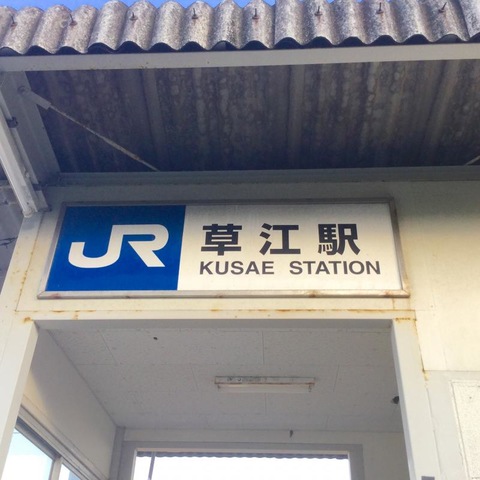 JR
草江駅
KUSAE STATION